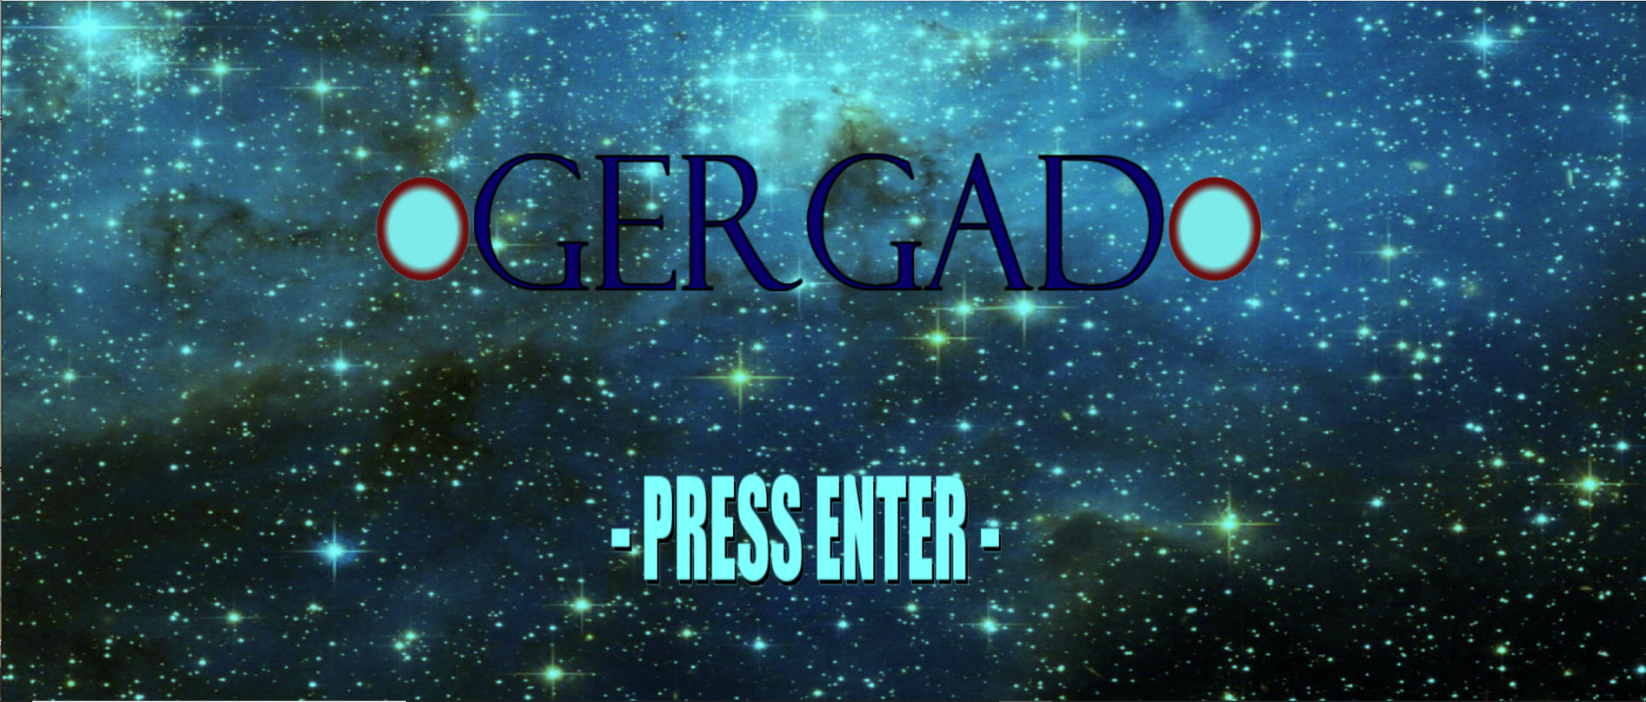 GER GAD
- PRESS ENTER -